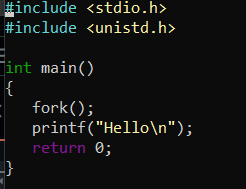 #include <stdio.h>
#include <unistd.h>

int main()
{
    fork();
    printf("Hello\n");
    return 0;
}